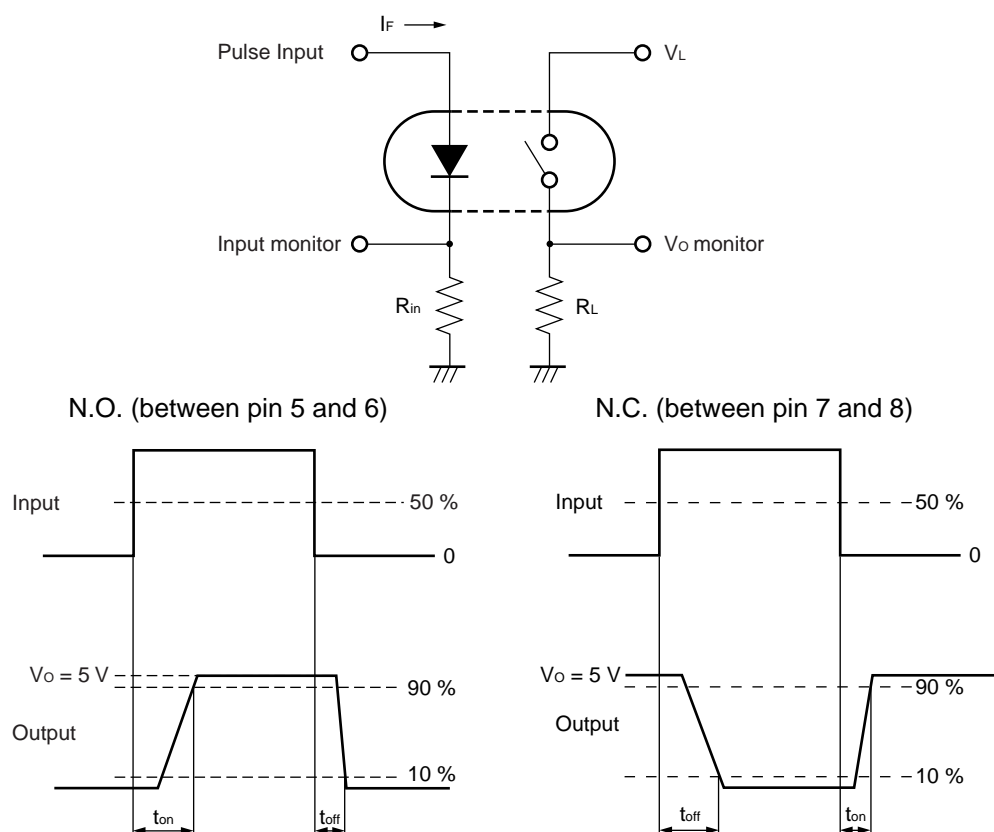 IF
Pulse Input
VL
Input monitor
VO monitor
Rin
RL
N.O. (between pin 5 and 6)
Input
50 %
0
VO = 5 V
90 %
Output
10 %
ton
toff
N.C. (between pin 7 and 8)
Input
50 %
0
VO = 5 V
90 %
Output
10 %
toff
ton